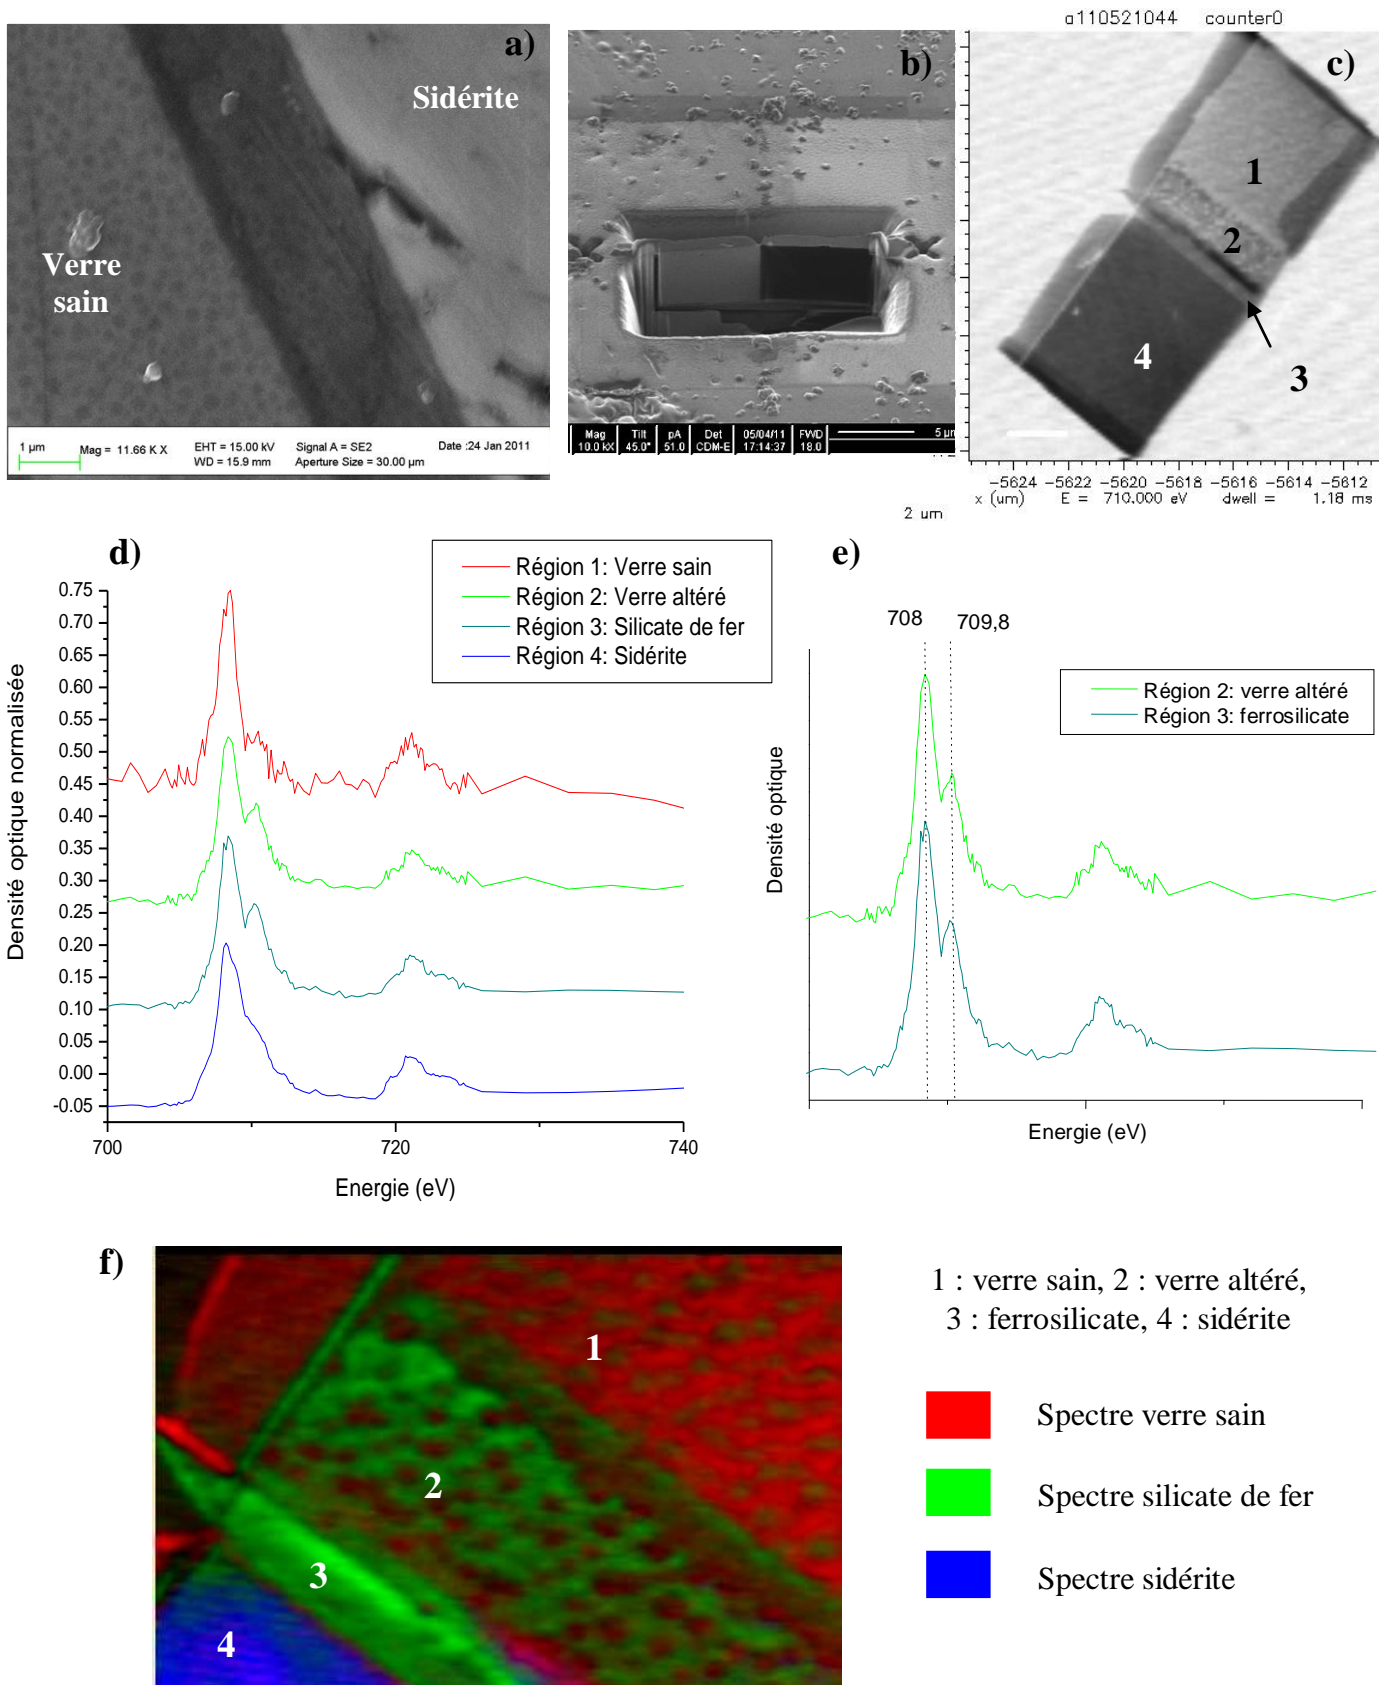 a)
Sidérite
Verre
sain
1 µm
Mag = 11.66 K X
EHT = 15.00 kV
WD = 15.9 mm
Signal A = SE2
Aperture Size = 30.00 µm
Date :24 Jan 2011
b)
Mag Tilt pA Det 05/04/11 FWD 5 µm
10.0 kX 45.0° 51.0 CDM-E 17:14:37 18.0
a110521044 counter0
c)
1
2
3
4
-5624 -5622 -5620 -5618 -5616 -5614 -5612
x (um) E = 710.000 eV dwell = 1.18 ms
2 um
d)
Région 1: Verre sain
Région 2: Verre altéré
Région 3: Silicate de fer
Région 4: Sidérite
Densité optique normalisée
0.75
0.70
0.65
0.60
0.55
0.50
0.45
0.40
0.35
0.30
0.25
0.20
0.15
0.10
0.05
0.00
-0.05
700 720 740
Energie (eV)
e)
708 709,8
Région 2: verre altéré
Région 3: ferrosilicate
Densité optique
Energie (eV)
f)
1
2
3
4
1 : verre sain, 2 : verre altéré,
3 : ferrosilicate, 4 : sidérite
Spectre verre sain
Spectre silicate de fer
Spectre sidérite